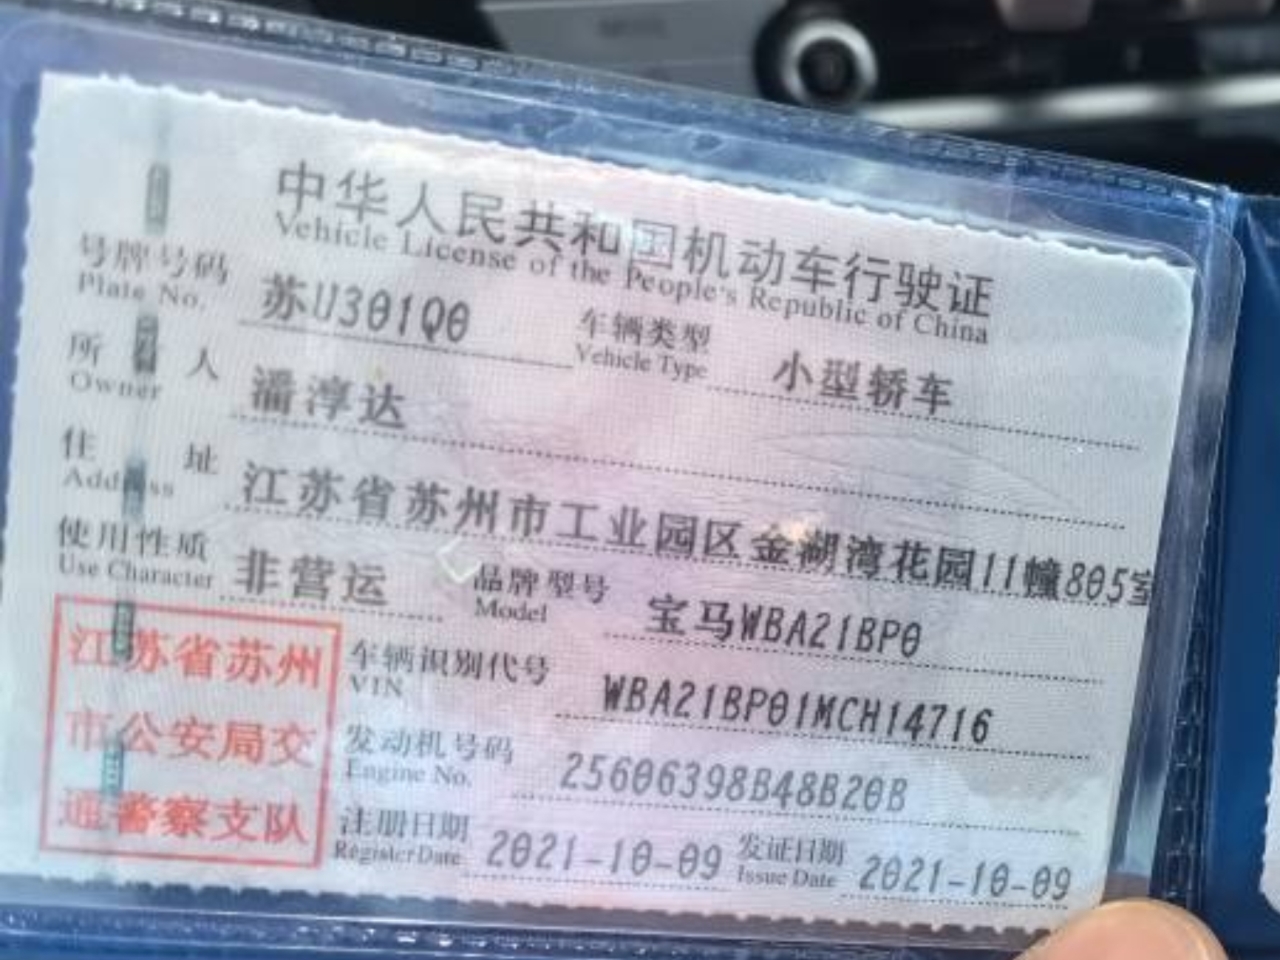 中华人民共和国机动车行驶证
Vehicle License of the People's Republic of China
号牌号码 苏U301Q0 车辆类型 小型轿车
Plate No. Vehicle Type
所 人 潘淳达
Owner
住 址 江苏省苏州市工业园区金湖湾花园11幢805室
Address
使用性质 非营运 品牌型号 宝马WBA21BP0
Use Character Model
车辆识别代号 WBA21BP01MCH14716
VIN
发动机号码 25606398B48B20B
Engine No.
注册日期 2021-10-09 发证日期 2021-10-09
Register Date Issue Date
江苏省苏州
市公安局交
通警察支队